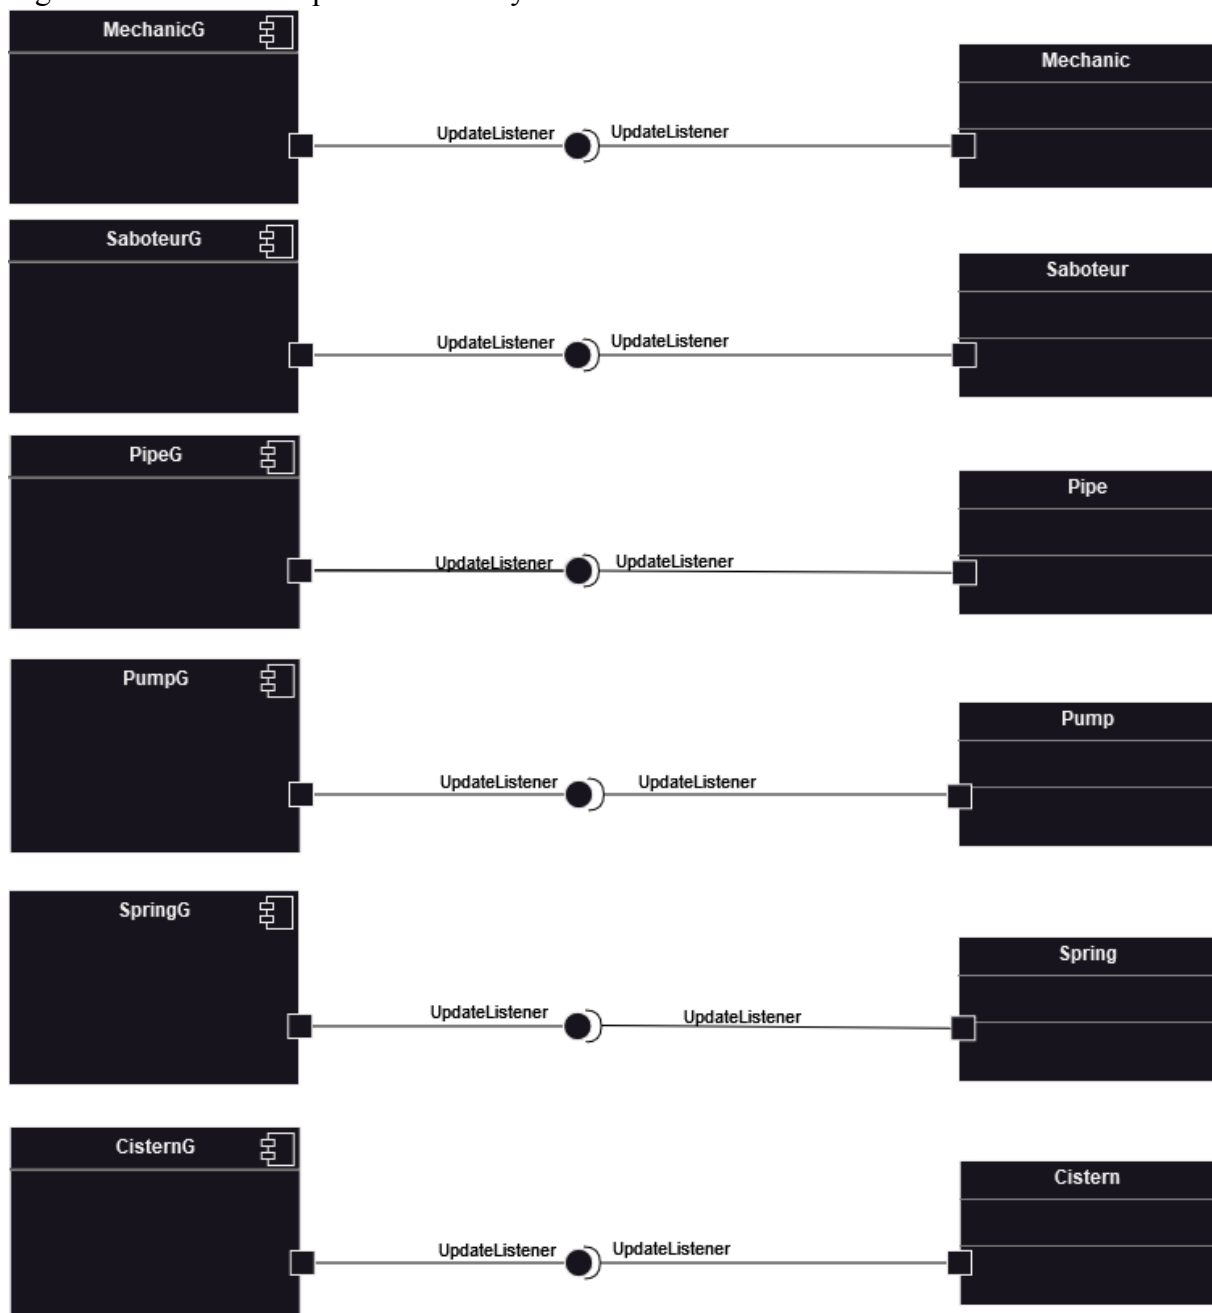 MechanicG
Mechanic
UpdateListener
UpdateListener
SaboteurG
Saboteur
UpdateListener
UpdateListener
PipeG
Pipe
UpdateListener
UpdateListener
PumpG
Pump
UpdateListener
UpdateListener
SpringG
Spring
UpdateListener
UpdateListener
CisternG
Cistern
UpdateListener
UpdateListener